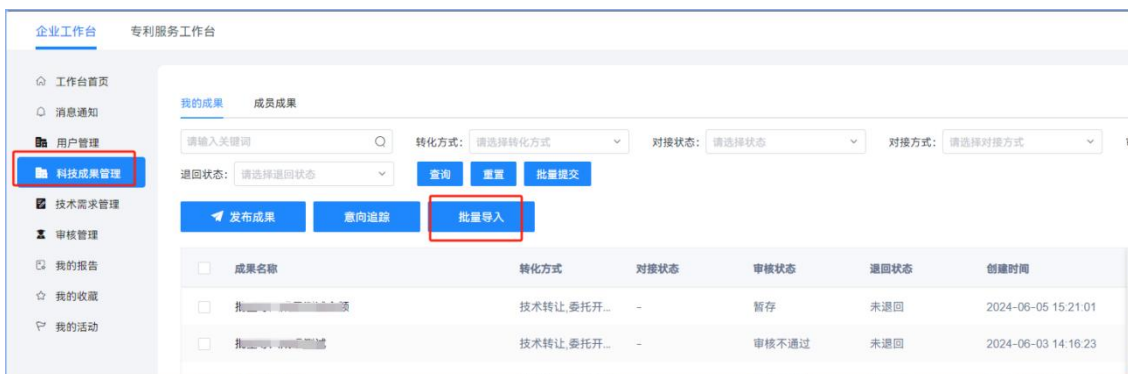 企业工作台 专利服务工作台
工作台首页
消息通知
用户管理
科技成果管理
技术需求管理
审核管理
我的报告
我的收藏
我的活动
我的成果 成员成果
请输入关键词 转化方式: 请选择转化方式 对接状态: 请选择状态 对接方式: 请选择对接方式
退回状态: 请选择退回状态 查询 重置 批量提交
发布成果 意向追踪 批量导入
成果名称 转化方式 对接状态 审核状态 退回状态 创建时间
技术转让,委托开... - 暂存 未退回 2024-06-05 15:21:01
技术转让,委托开... - 审核不通过 未退回 2024-06-03 14:16:23